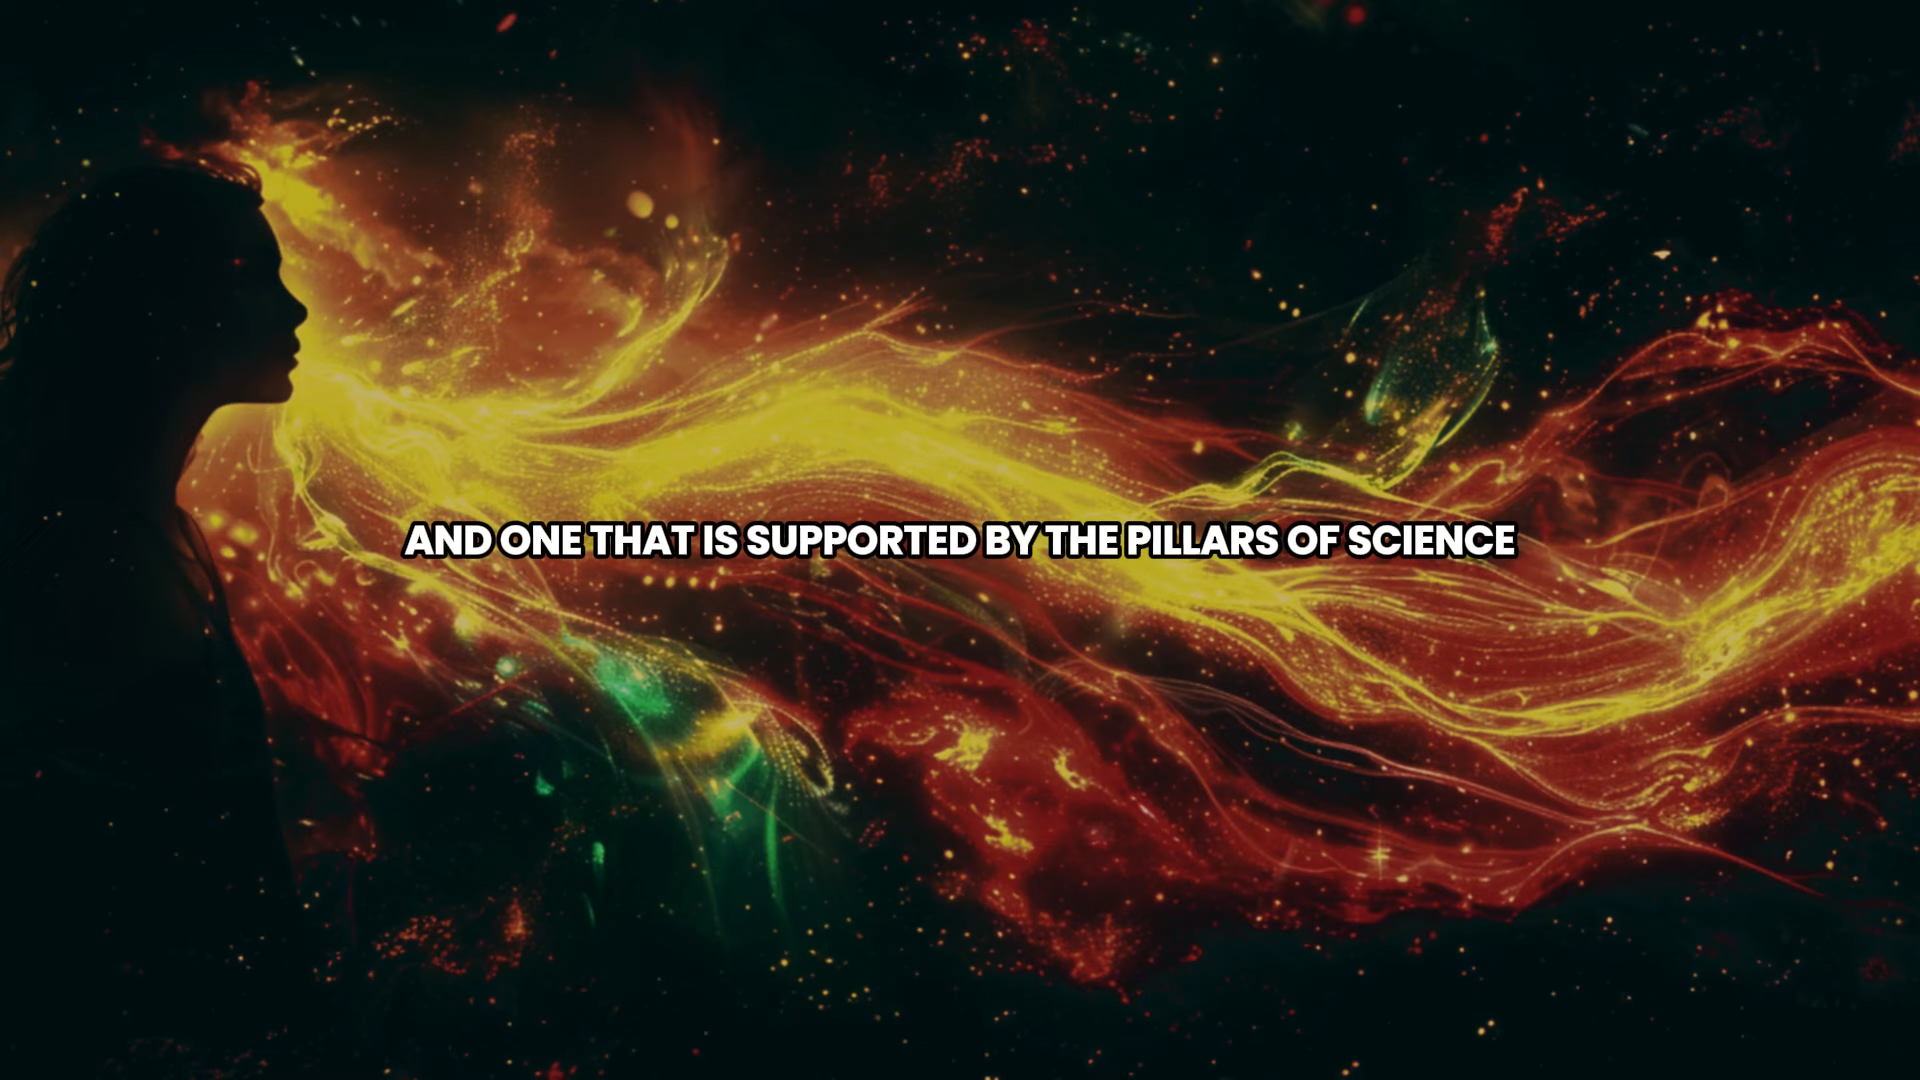 AND ONE THAT IS SUPPORTED BY THE PILLARS OF SCIENCE